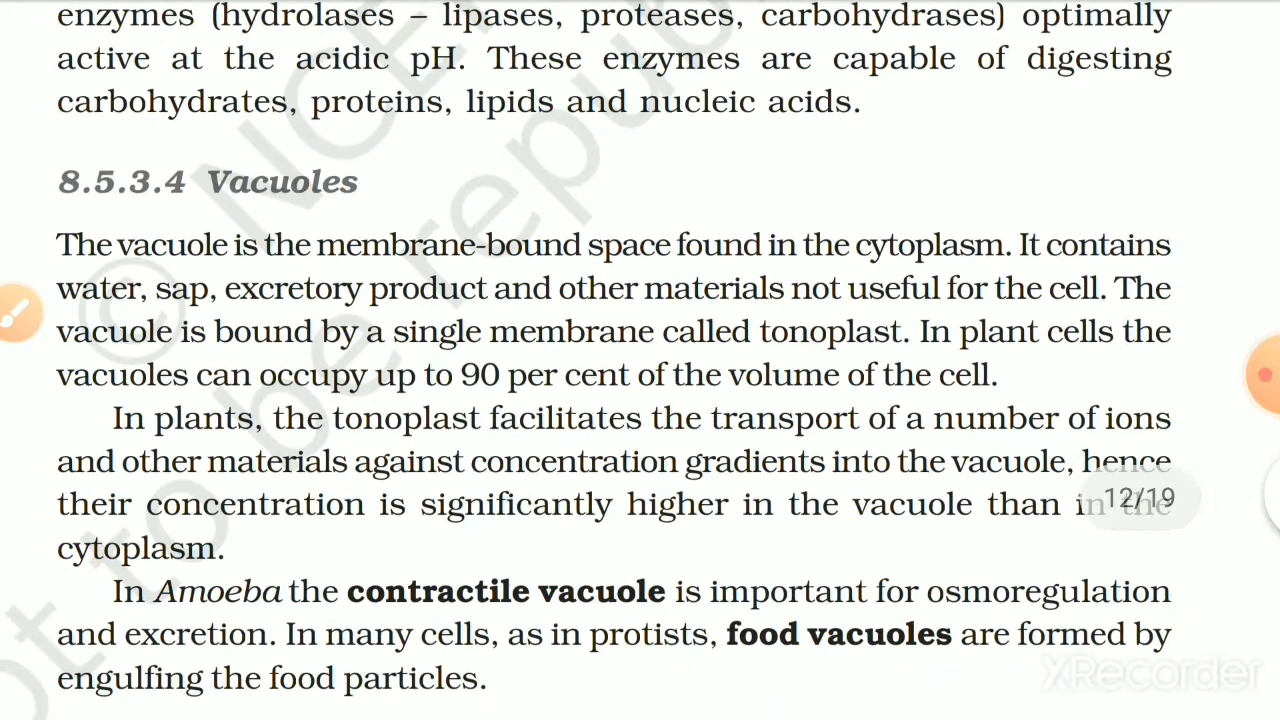 enzymes (hydrolases – lipases, proteases, carbohydrases) optimally
active at the acidic pH. These enzymes are capable of digesting
carbohydrates, proteins, lipids and nucleic acids.
8.5.3.4 Vacuoles
The vacuole is the membrane-bound space found in the cytoplasm. It contains
water, sap, excretory product and other materials not useful for the cell. The
vacuole is bound by a single membrane called tonoplast. In plant cells the
vacuoles can occupy up to 90 per cent of the volume of the cell.
In plants, the tonoplast facilitates the transport of a number of ions
and other materials against concentration gradients into the vacuole, hence
their concentration is significantly higher in the vacuole than in the
12/19
cytoplasm.
In Amoeba the contractile vacuole is important for osmoregulation
and excretion. In many cells, as in protists, food vacuoles are formed by
engulfing the food particles.
XRecorder
© NCE
not to be repub